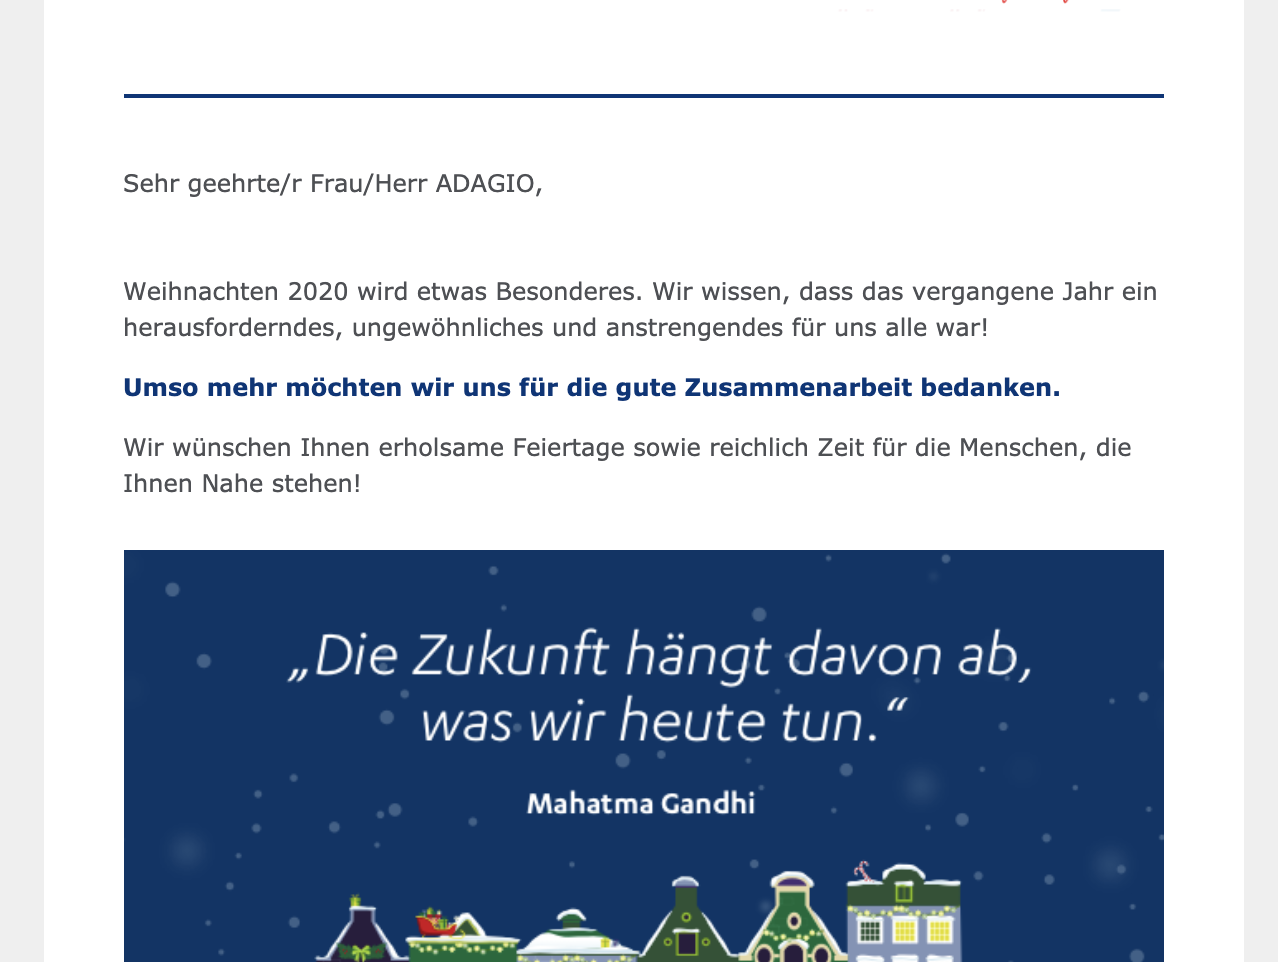 Sehr geehrte/r Frau/Herr ADAGIO,
Weihnachten 2020 wird etwas Besonderes. Wir wissen, dass das vergangene Jahr ein
herausforderndes, ungewöhnliches und anstrengendes für uns alle war!
Umso mehr möchten wir uns für die gute Zusammenarbeit bedanken.
Wir wünschen Ihnen erholsame Feiertage sowie reichlich Zeit für die Menschen, die
Ihnen Nahe stehen!
„Die Zukunft hängt davon ab,
was wir heute tun.“
Mahatma Gandhi